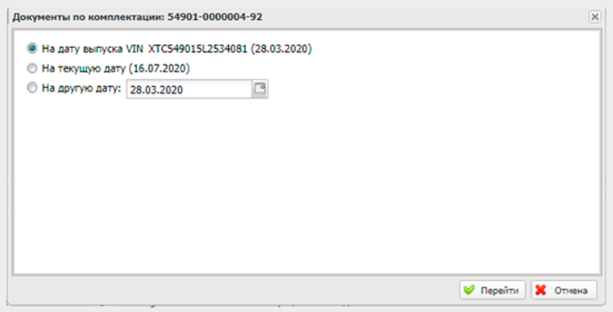 Документы по комплектации: 54901-0000004-92
На дату выпуска VIN XTC549015L2534081 (28.03.2020)
На текущую дату (16.07.2020)
На другую дату: 28.03.2020
Перейти Отмена